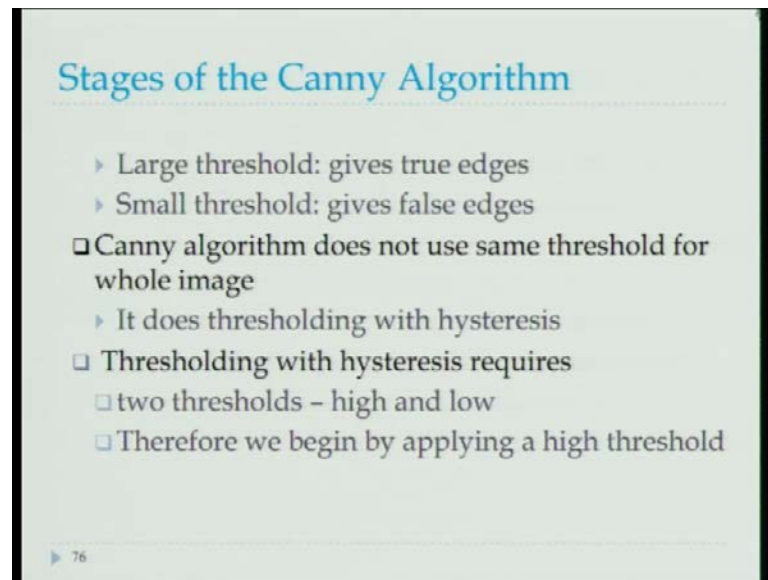 Stages of the Canny Algorithm
Large threshold: gives true edges
Small threshold: gives false edges
Canny algorithm does not use same threshold for
whole image
It does thresholding with hysteresis
Thresholding with hysteresis requires
two thresholds – high and low
Therefore we begin by applying a high threshold
76